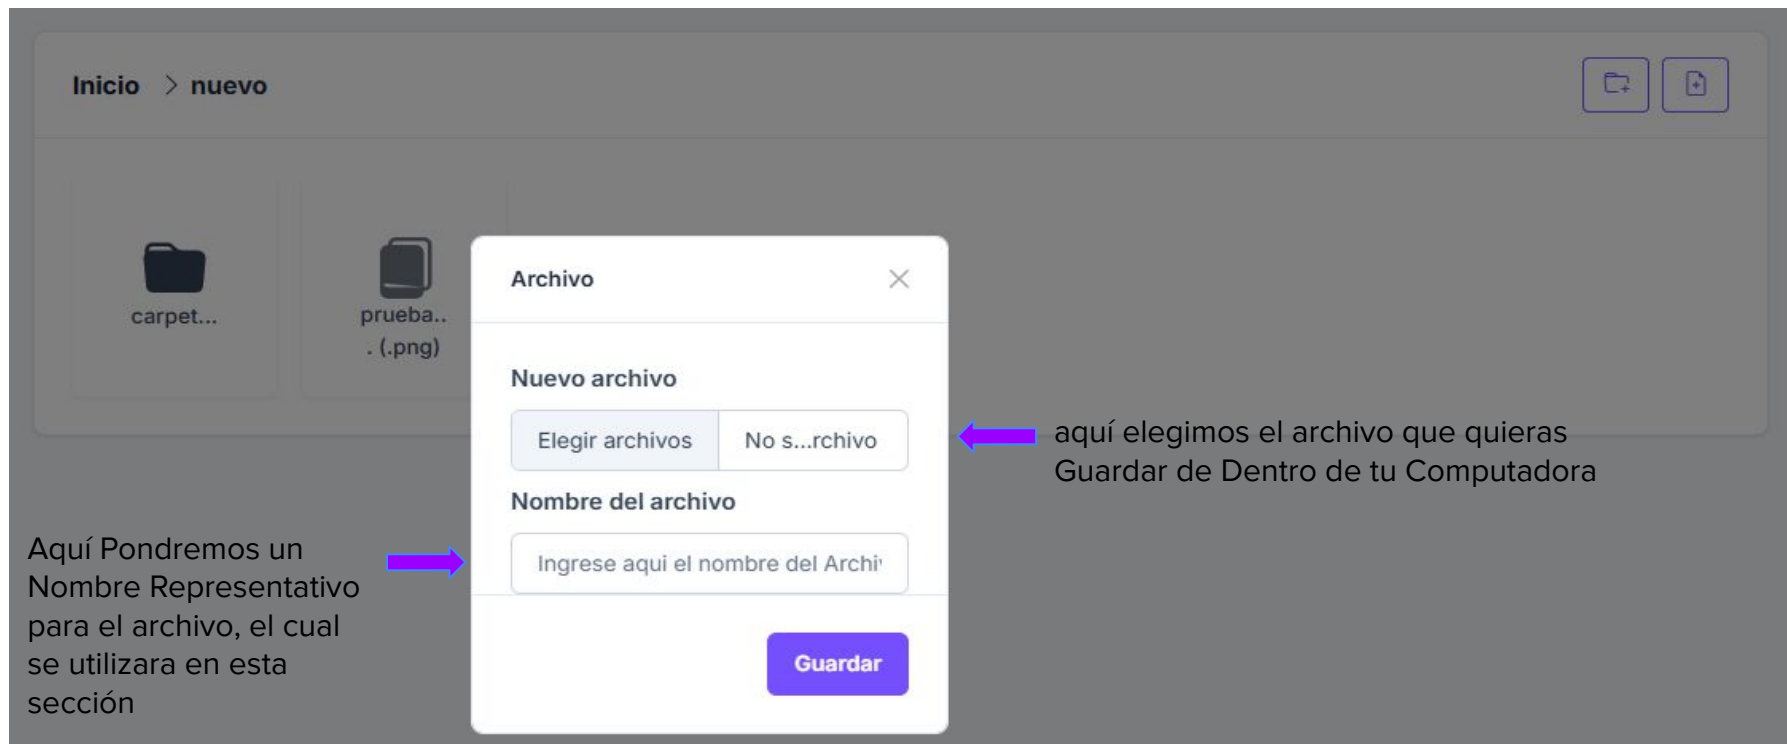 Inicio > nuevo
carpet...
prueba..
. (.png)
Archivo
Nuevo archivo
Elegir archivos No s...rchivo
aquí elegimos el archivo que quieras
Guardar de Dentro de tu Computadora
Nombre del archivo
Ingrese aqui el nombre del Archi
Aquí Pondremos un
Nombre Representativo
para el archivo, el cual
se utilizara en esta
sección
Guardar